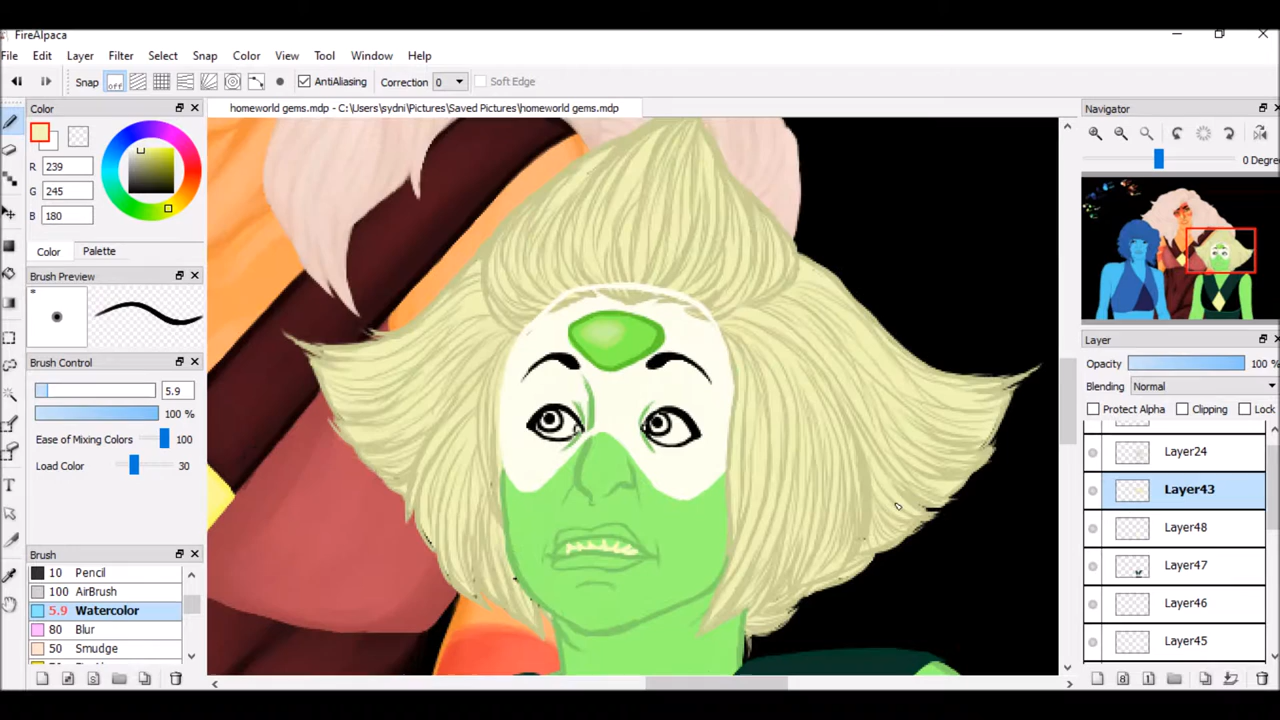 FireAlpaca
File Edit Layer Filter Select Snap Color View Tool Window Help
Snap off AntiAliasing Correction 0 Soft Edge
Color
homeworld gems.mdp - C:\Users\sydni\Pictures\Saved Pictures\homeworld gems.mdp
Navigator
R 239
G 245
B 180
0 Degree
Color Palette
Brush Preview
*
Brush Control
5.9
100 %
Ease of Mixing Colors 100
Load Color 30
Brush
10 Pencil
100 AirBrush
5.9 Watercolor
80 Blur
50 Smudge
Layer
Opacity 100 %
Blending Normal
Protect Alpha Clipping Lock
Layer24
Layer43
Layer48
Layer47
Layer46
Layer45